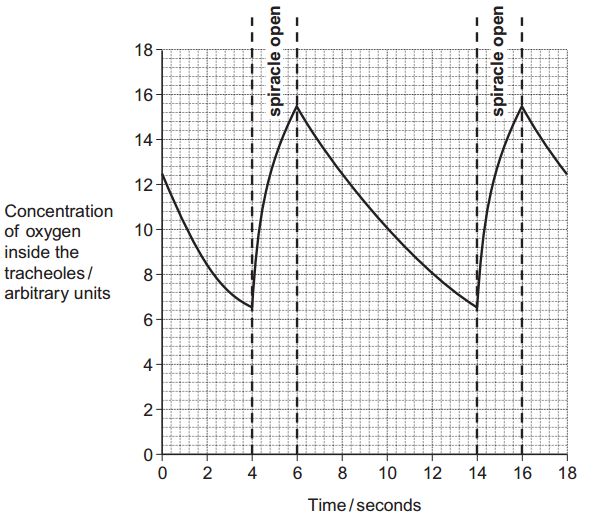 spiracle open
spiracle open
18
16
14
12
10
8
6
4
2
0
Concentration
of oxygen
inside the
tracheoles /
arbitrary units
0 2 4 6 8 10 12 14 16 18
Time / seconds